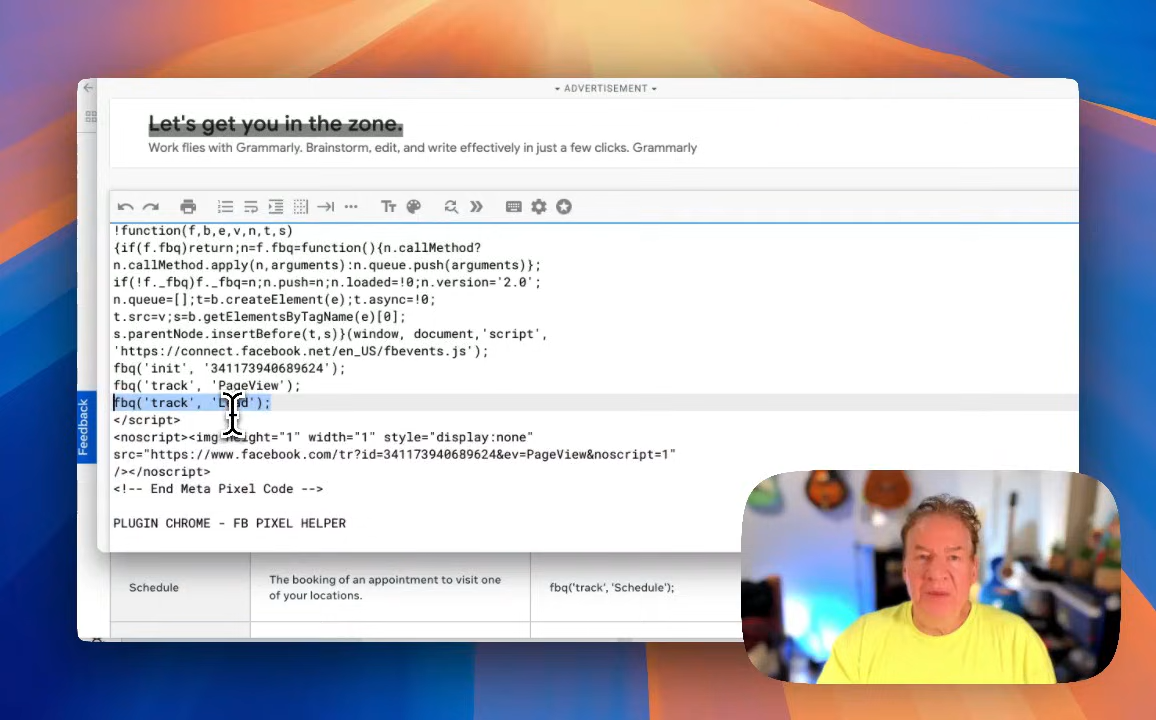 ADVERTISEMENT
Let's get you in the zone.
Work flies with Grammarly. Brainstorm, edit, and write effectively in just a few clicks. Grammarly
!function(f,b,e,v,n,t,s)
{if(f.fbq)return;n=f.fbq=function(){n.callMethod?
n.callMethod.apply(n,arguments):n.queue.push(arguments)};
if(!f._fbq)f._fbq=n;n.push=n;n.loaded=!0;n.version='2.0';
n.queue=[];t=b.createElement(e);t.async=!0;
t.src=v;s=b.getElementsByTagName(e)[0];
s.parentNode.insertBefore(t,s)}(window, document,'script',
'https://connect.facebook.net/en_US/fbevents.js');
fbq('init', '341173940689624');
fbq('track', 'PageView');
fbq('track', 'Lead');
</script>
<noscript><img height="1" width="1" style="display:none"
src="https://www.facebook.com/tr?id=341173940689624&ev=PageView&noscript=1"
/></noscript>
<!-- End Meta Pixel Code -->
PLUGIN CHROME - FB PIXEL HELPER
Feedback
Schedule
The booking of an appointment to visit one
of your locations.
fbq('track', 'Schedule');